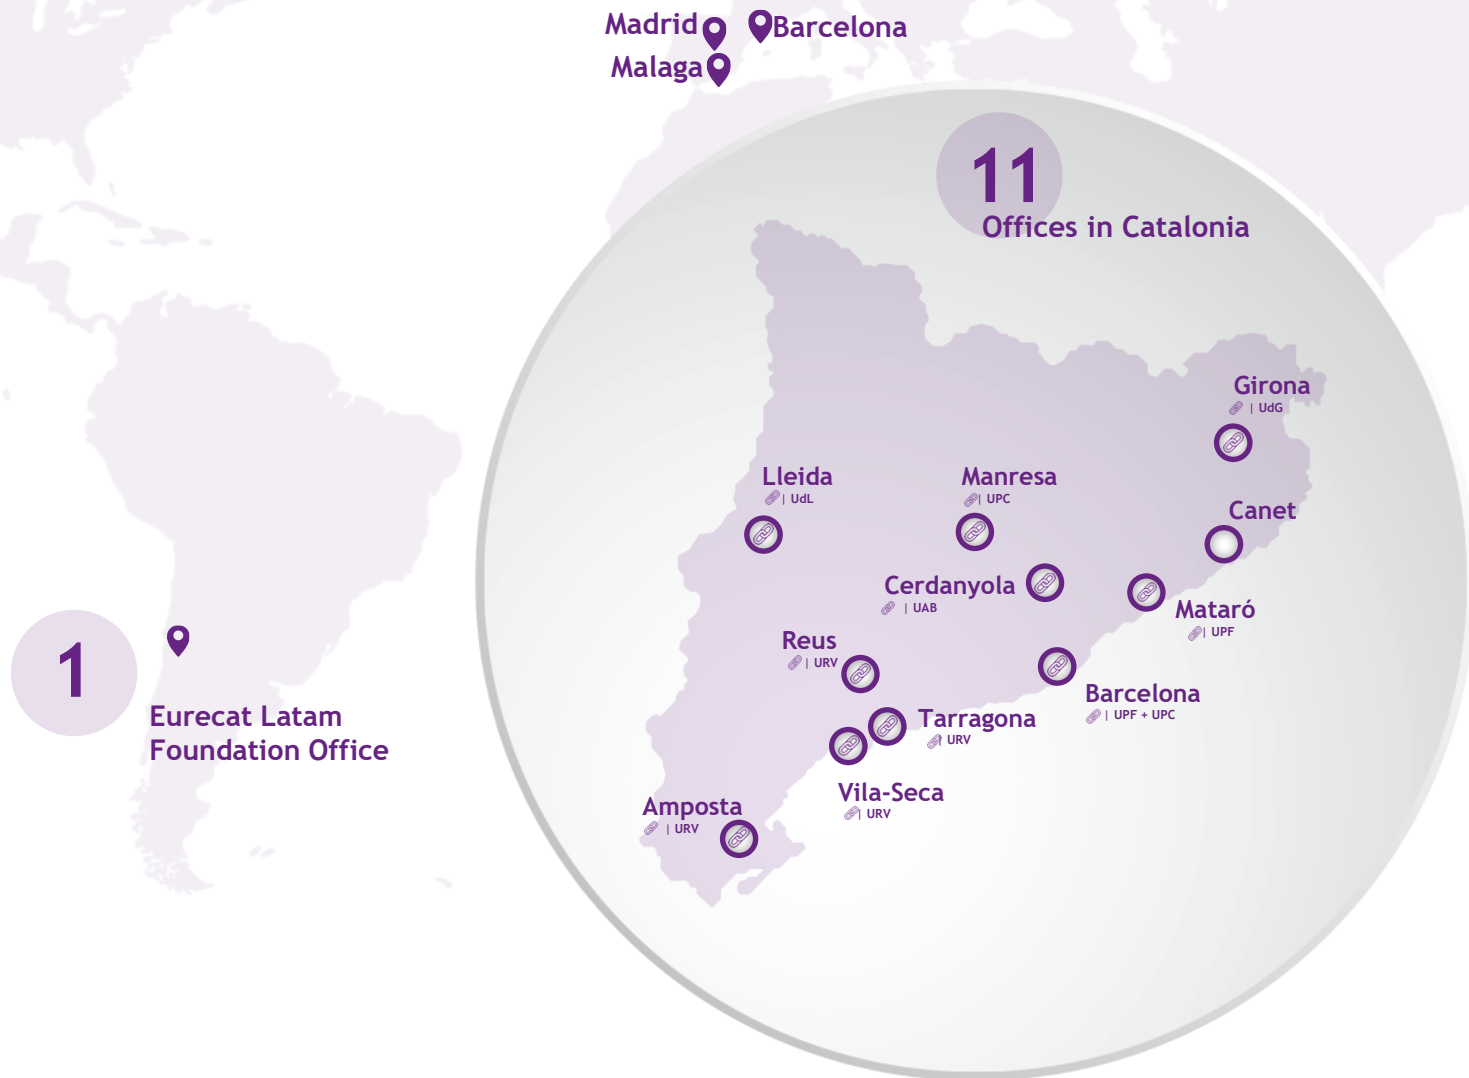 Madrid
Barcelona
Malaga
11
Offices in Catalonia
Girona
| UdG
Lleida
| UdL
Manresa
| UPC
Canet
Cerdanyola
| UAB
Mataró
| UPF
Reus
| URV
Barcelona
| UPF + UPC
Tarragona
| URV
Vila-Seca
| URV
Amposta
| URV
1
Eurecat Latam
Foundation Office